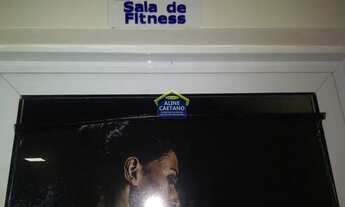 Sala de
Fitness
ALINE
CAETANO